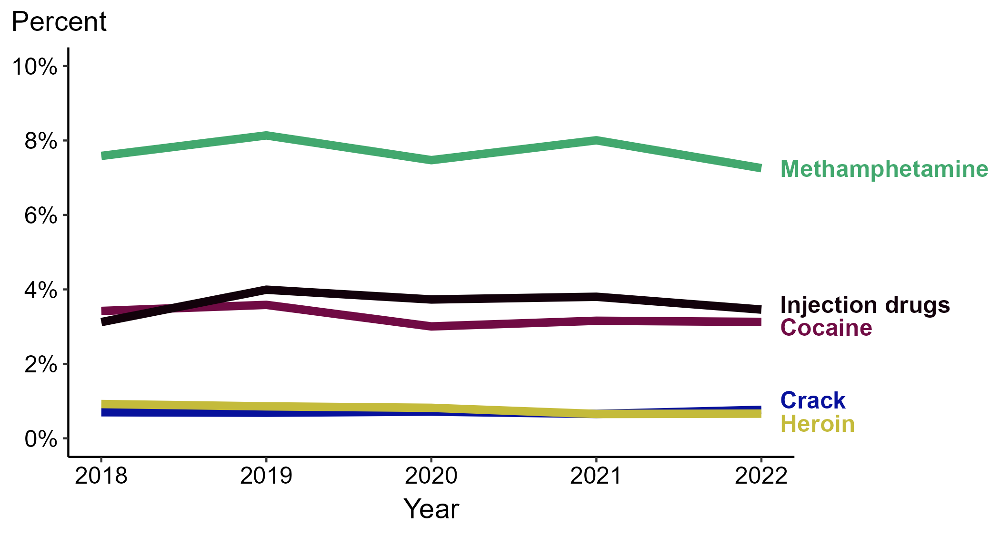 Percent
10%
8%
6%
4%
2%
0%
Methamphetamine
Injection drugs
Cocaine
Crack
Heroin
2018 2019 2020 2021 2022
Year